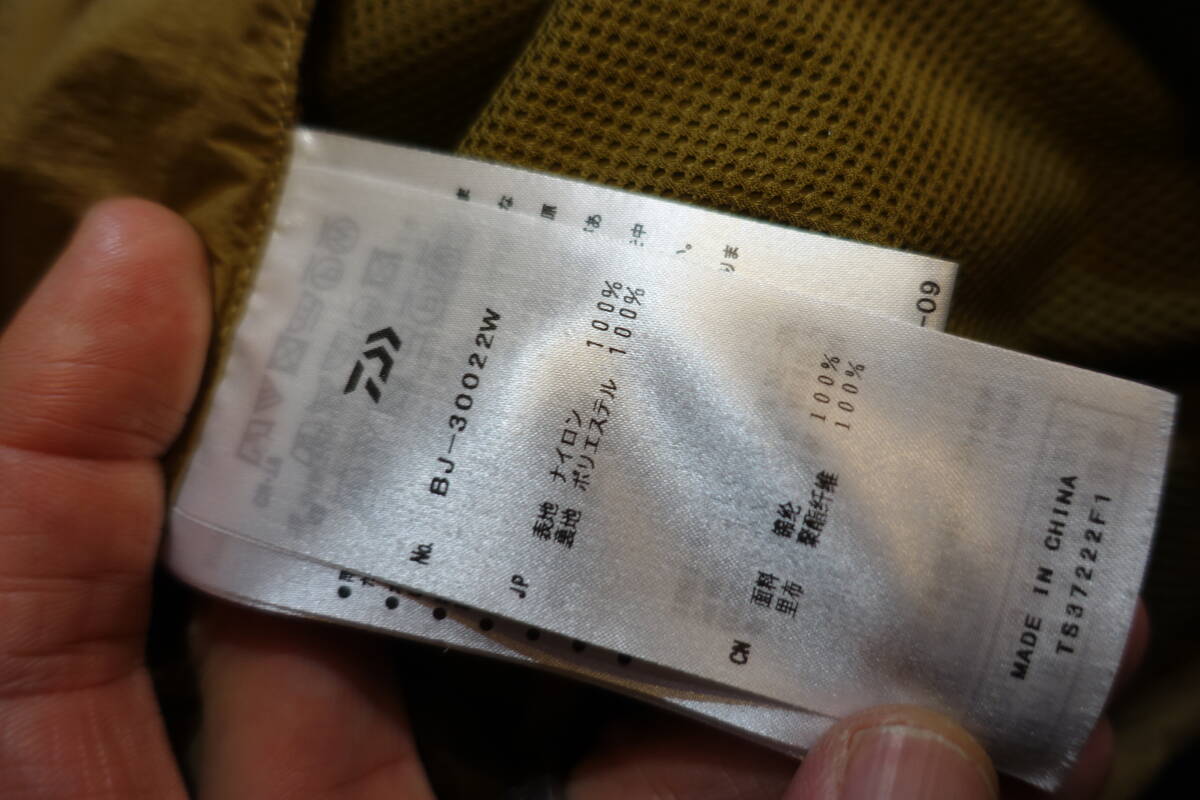 No. BJ-30022W
JP
表地 ナイロン 100%
裏地 ポリエステル 100%
CN
面料 锦纶 100%
里布 聚酯纤维 100%
MADE IN CHINA
TS37222F1
-09